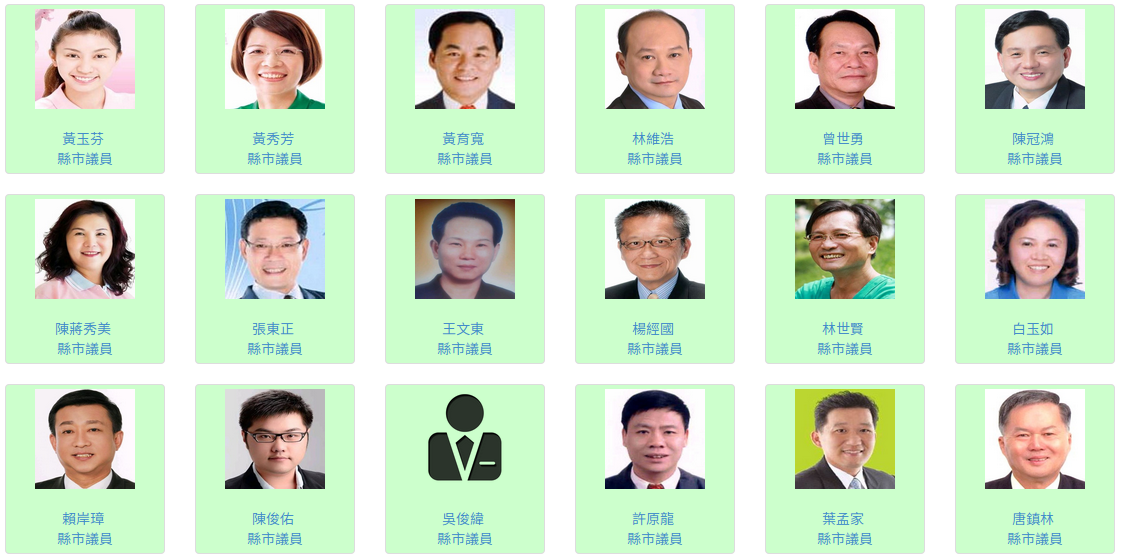 黃玉芬
縣市議員
黃秀芳
縣市議員
黃育寬
縣市議員
林維浩
縣市議員
曾世勇
縣市議員
陳冠鴻
縣市議員
陳蔣秀美
縣市議員
張東正
縣市議員
王文東
縣市議員
楊經國
縣市議員
林世賢
縣市議員
白玉如
縣市議員
賴岸璋
縣市議員
陳俊佑
縣市議員
吳俊緯
縣市議員
許原龍
縣市議員
葉孟家
縣市議員
唐鎮林
縣市議員